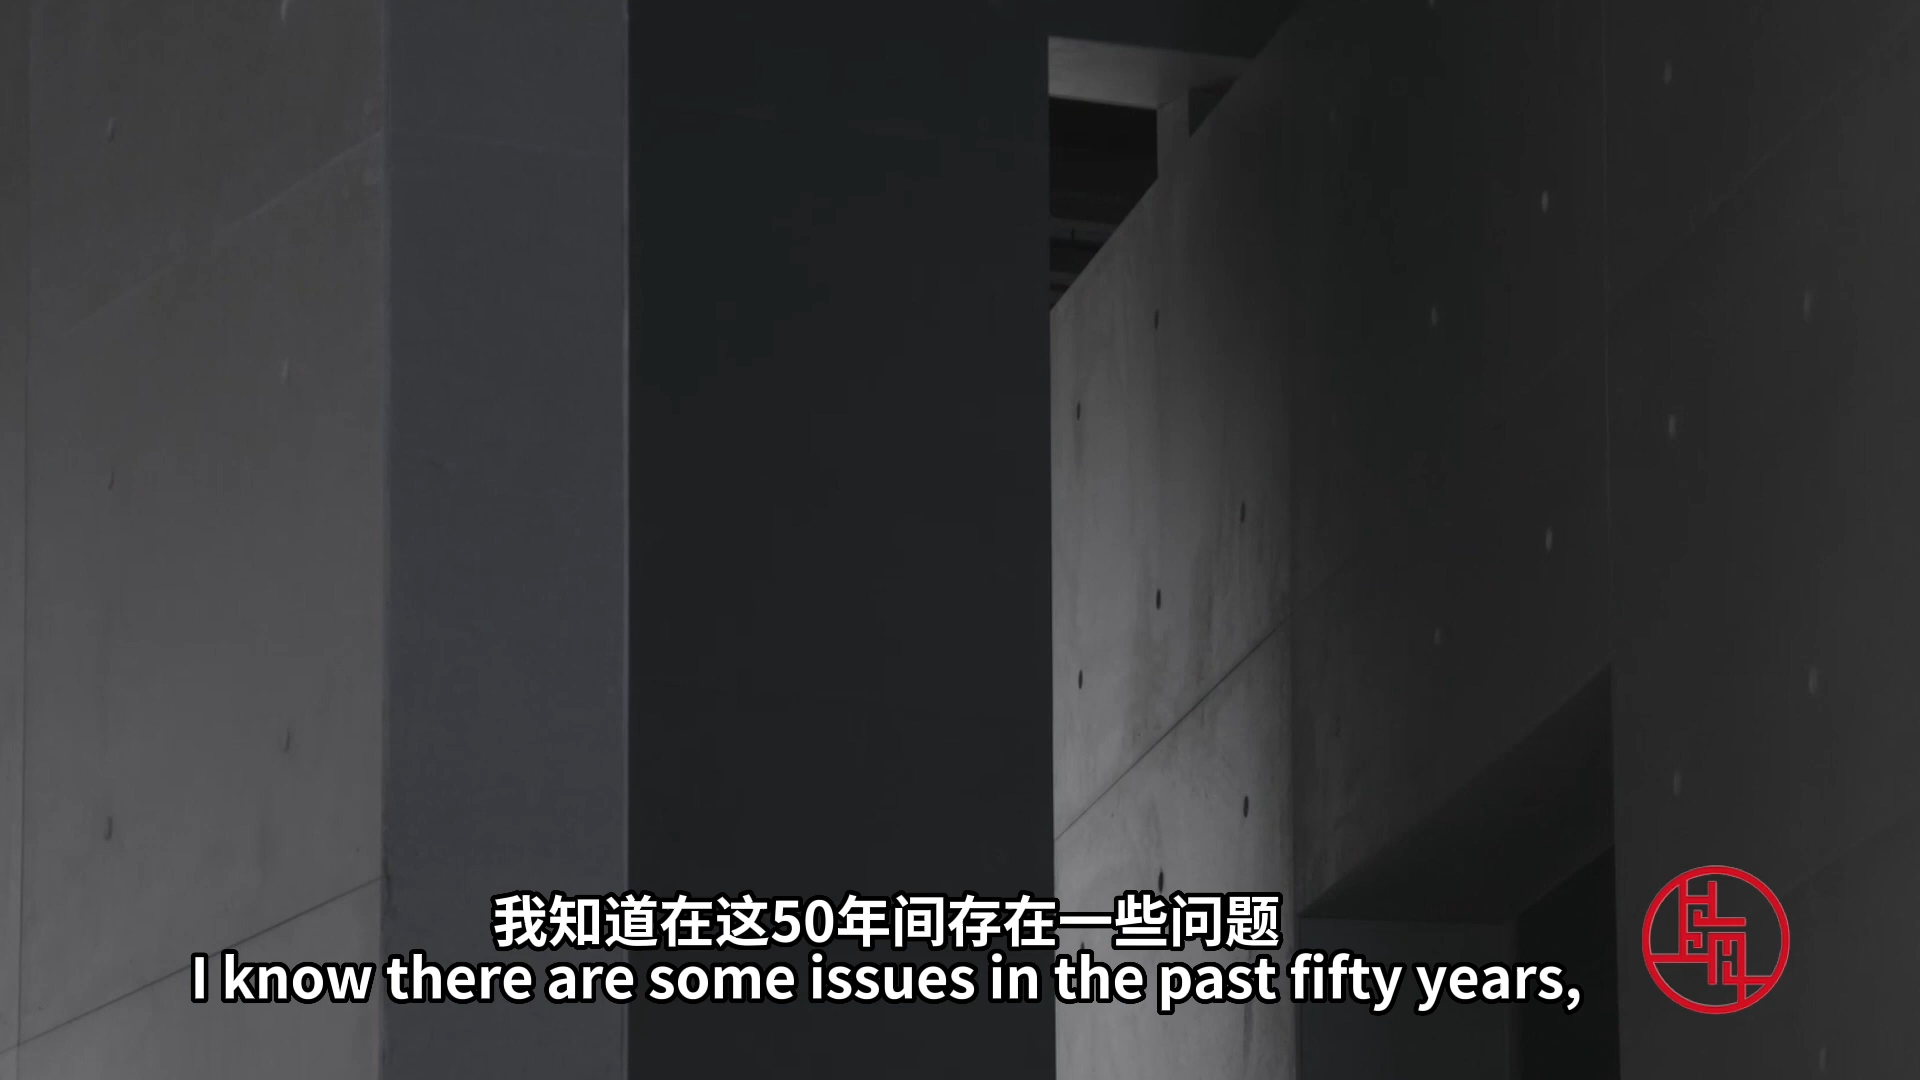 我知道在这50年间存在一些问题
I know there are some issues in the past fifty years,